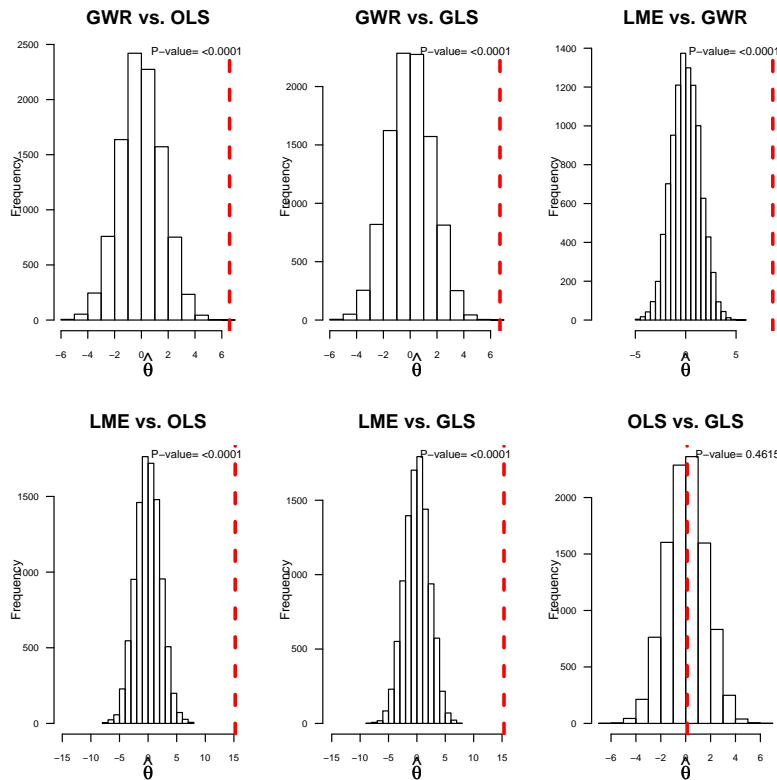 GWR vs. OLS
P-value= <0.0001
Frequency
0
500
1000
1500
2000
2500
-6 -4 -2 0 2 4 6
θ̂
GWR vs. GLS
P-value= <0.0001
Frequency
0
500
1000
1500
2000
-6 -4 -2 0 2 4 6
θ̂
LME vs. GWR
P-value= <0.0001
Frequency
0
200
400
600
800
1000
1200
1400
-5 0 5
θ̂
LME vs. OLS
P-value= <0.0001
Frequency
0
500
1000
1500
-15 -10 -5 0 5 10 15
θ̂
LME vs. GLS
P-value= <0.0001
Frequency
0
500
1000
1500
-15 -10 -5 0 5 10 15
θ̂
OLS vs. GLS
P-value= 0.4615
Frequency
0
500
1000
1500
2000
-6 -4 -2 0 2 4 6
θ̂